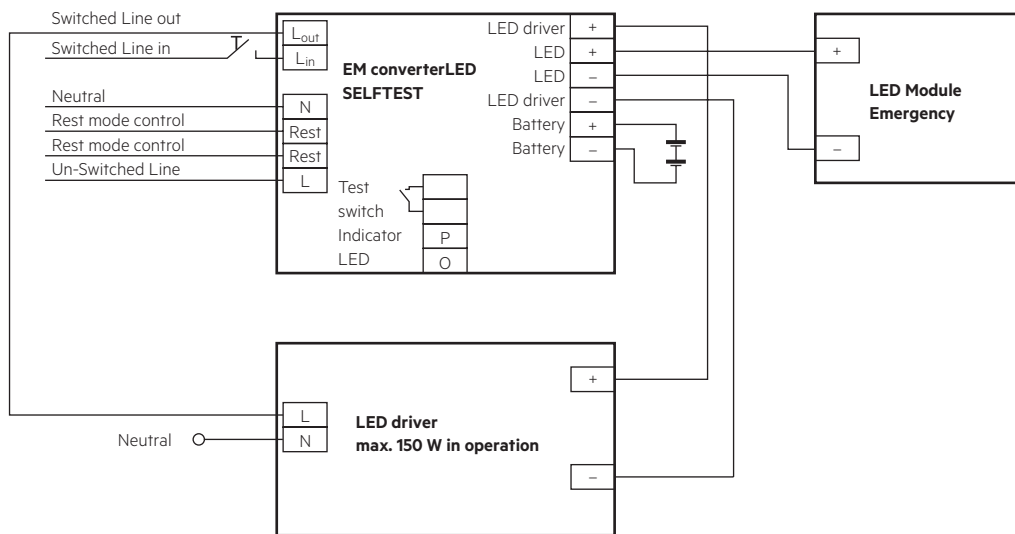 Switched Line out
Switched Line in
Neutral
Rest mode control
Rest mode control
Un-Switched Line
Lout
Lin
N
Rest
Rest
L
EM converterLED
SELFTEST
Test
switch
Indicator
LED
P
O
LED driver +
LED +
LED –
LED driver –
Battery +
Battery –
+
–
LED Module
Emergency
Neutral
L
N
LED driver
max. 150 W in operation
+
–